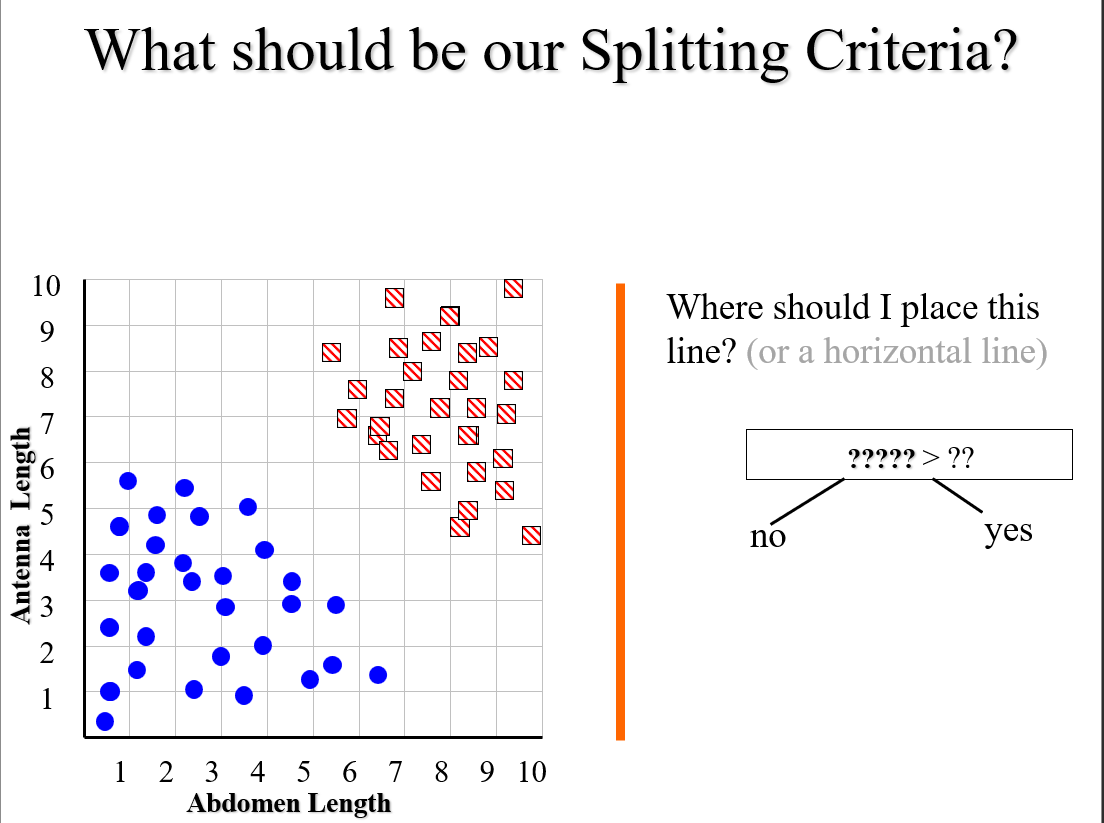 What should be our Splitting Criteria?
10
9
8
7
6
5
4
3
2
1
Antenna Length
1 2 3 4 5 6 7 8 9 10
Abdomen Length
Where should I place this
line? (or a horizontal line)
????? > ??
no
yes